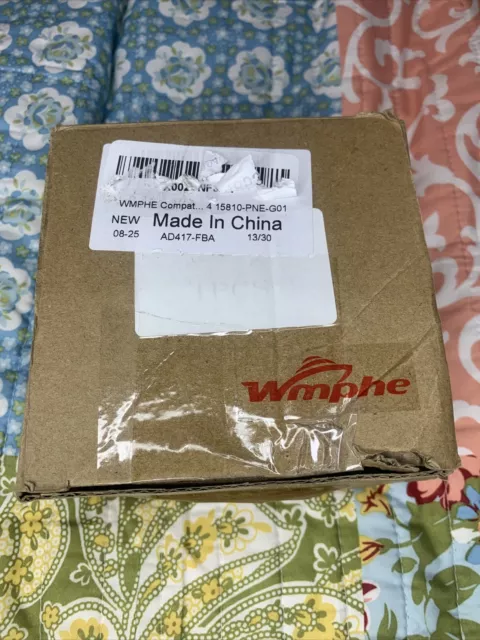 WMPHE Compat... 4 15810-PNE-G01
NEW Made In China
08-25 AD417-FBA 13/30
Wmphe